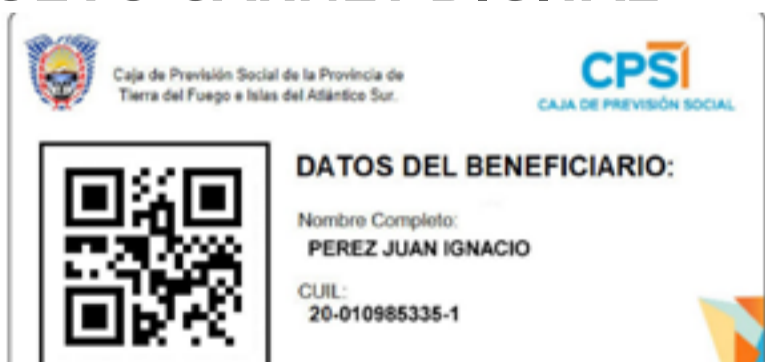 Caja de Previsión Social de la Provincia de
Tierra del Fuego e Islas del Atlántico Sur.
CPS
CAJA DE PREVISIÓN SOCIAL
DATOS DEL BENEFICIARIO:
Nombre Completo:
PEREZ JUAN IGNACIO
CUIL:
20-010985335-1